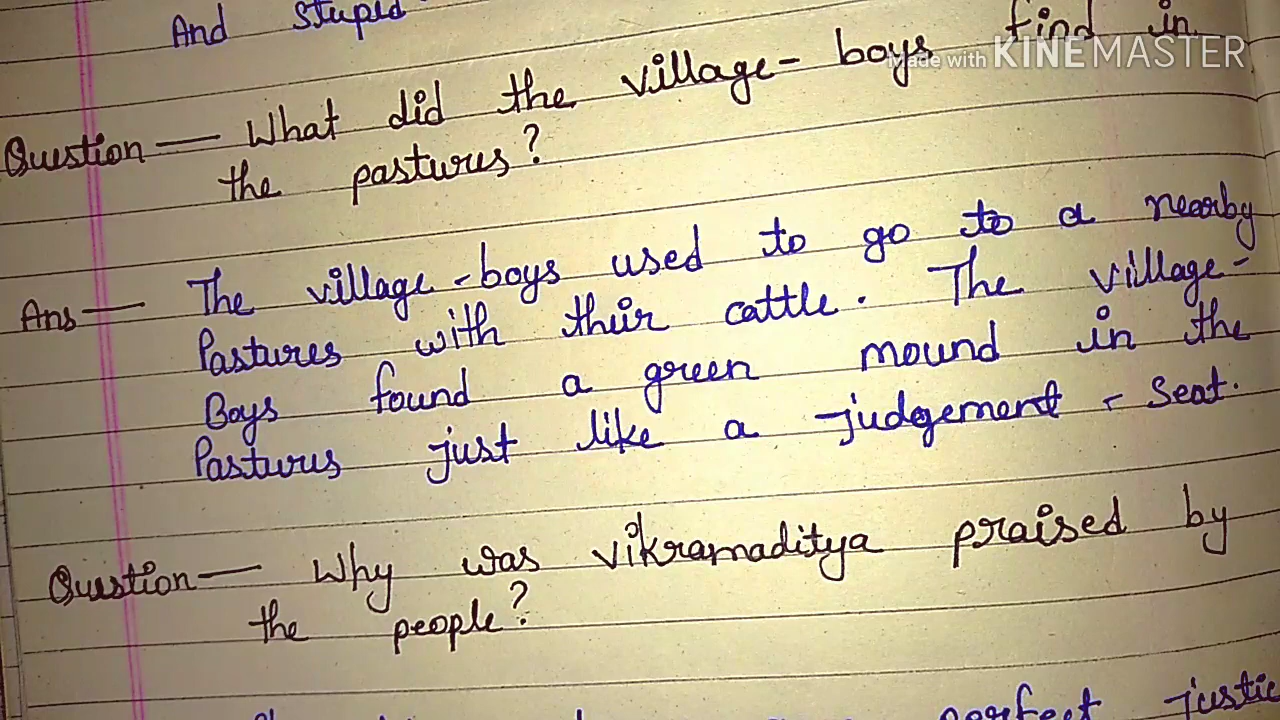 And stupid
Made with KINEMASTER
Question — What did the village - boys find in
the pastures?
Ans — The village - boys used to go to a nearby
Pastures with their cattle. The village -
Boys found a green mound in the
Pastures just like a judgement - seat.
Question — Why was vikramaditya praised by
the people?
perfect justic